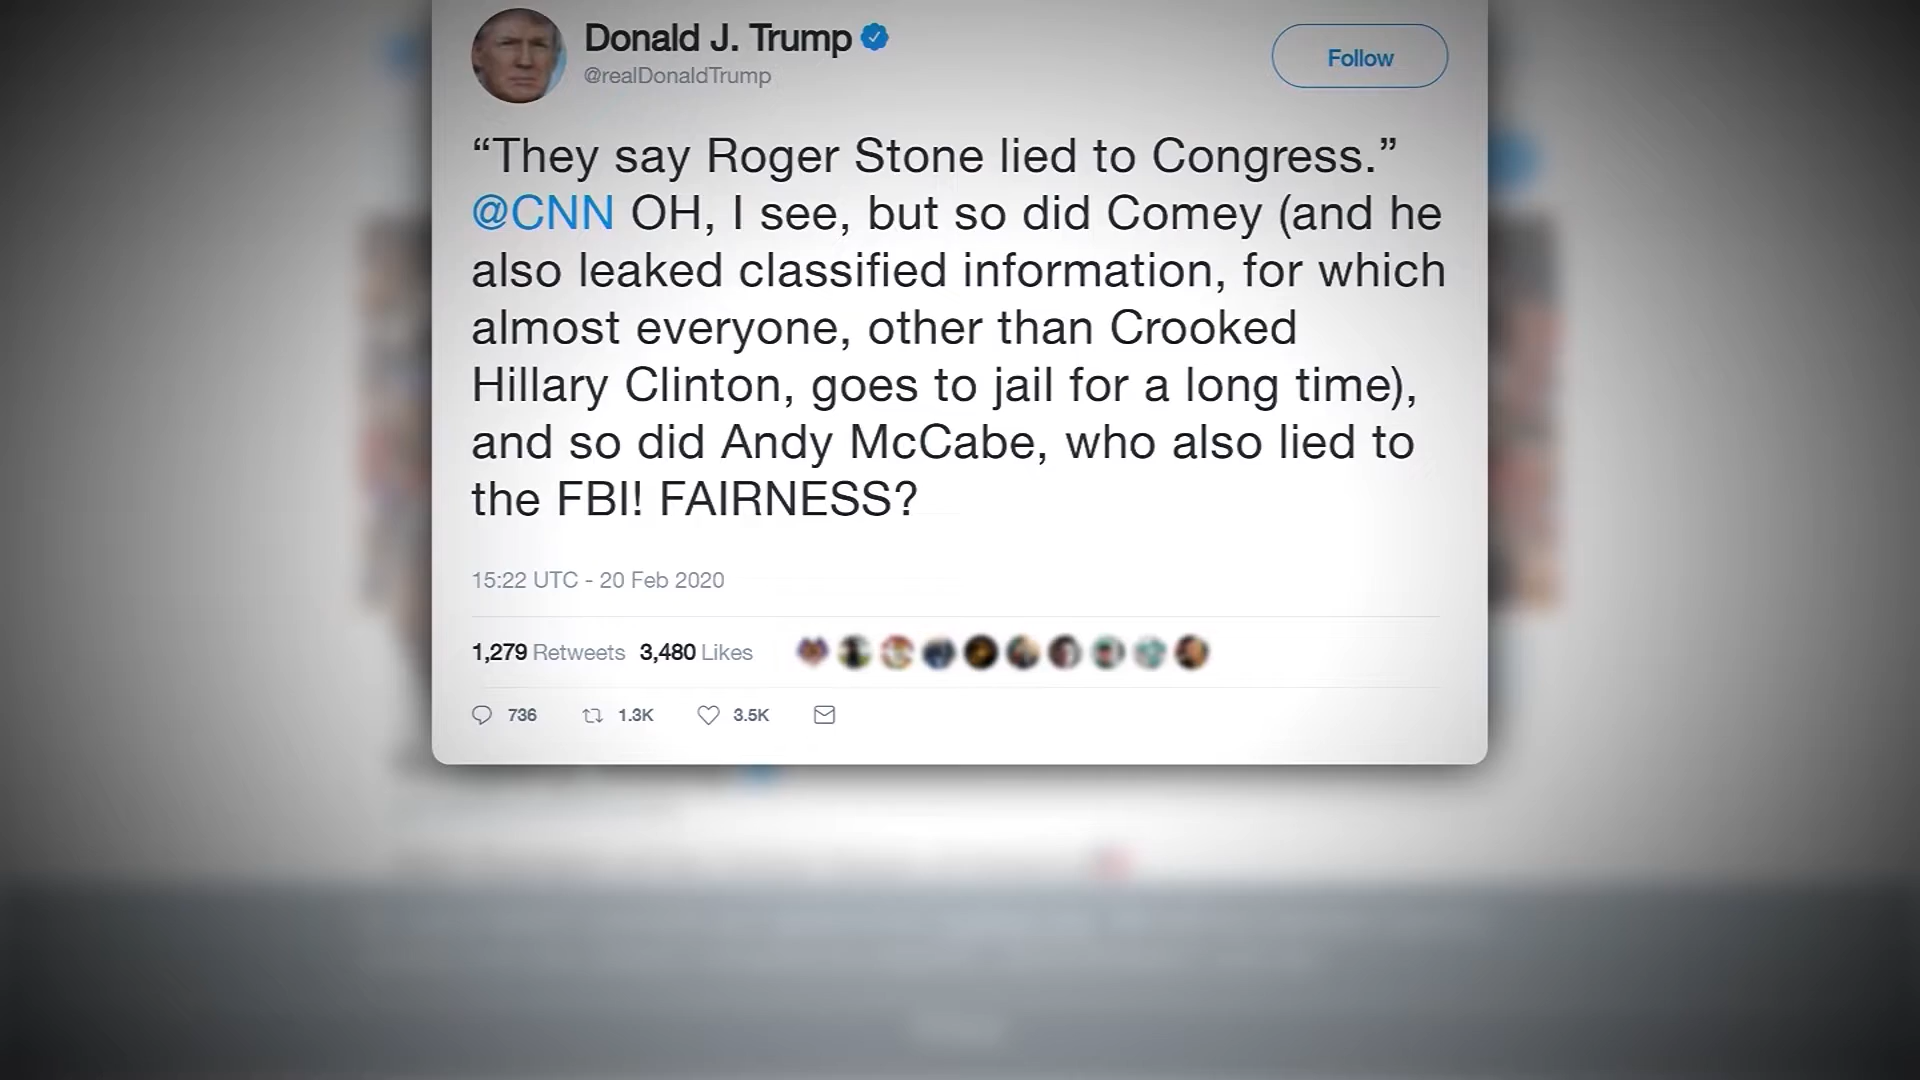 Donald J. Trump
@realDonaldTrump
Follow
“They say Roger Stone lied to Congress.”
@CNN OH, I see, but so did Comey (and he
also leaked classified information, for which
almost everyone, other than Crooked
Hillary Clinton, goes to jail for a long time),
and so did Andy McCabe, who also lied to
the FBI! FAIRNESS?
15:22 UTC - 20 Feb 2020
1,279 Retweets 3,480 Likes
736 1.3K 3.5K